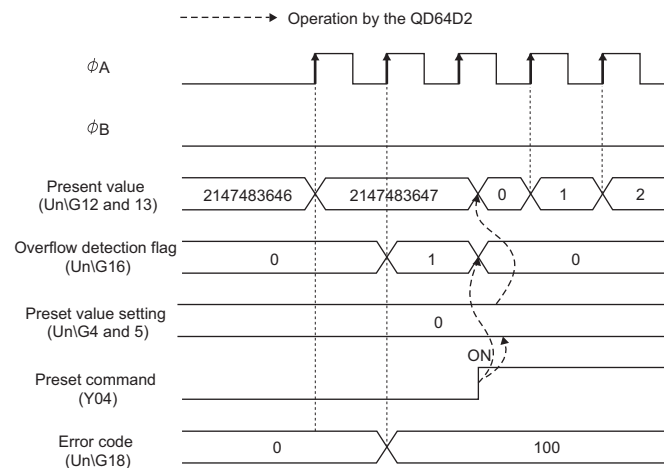 Operation by the QD64D2
ϕA
ϕB
Present value
(Un\G12 and 13)
2147483646 2147483647 0 1 2
Overflow detection flag
(Un\G16)
0 1 0
Preset value setting
(Un\G4 and 5)
0
ON
Preset command
(Y04)
Error code
(Un\G18)
0 100